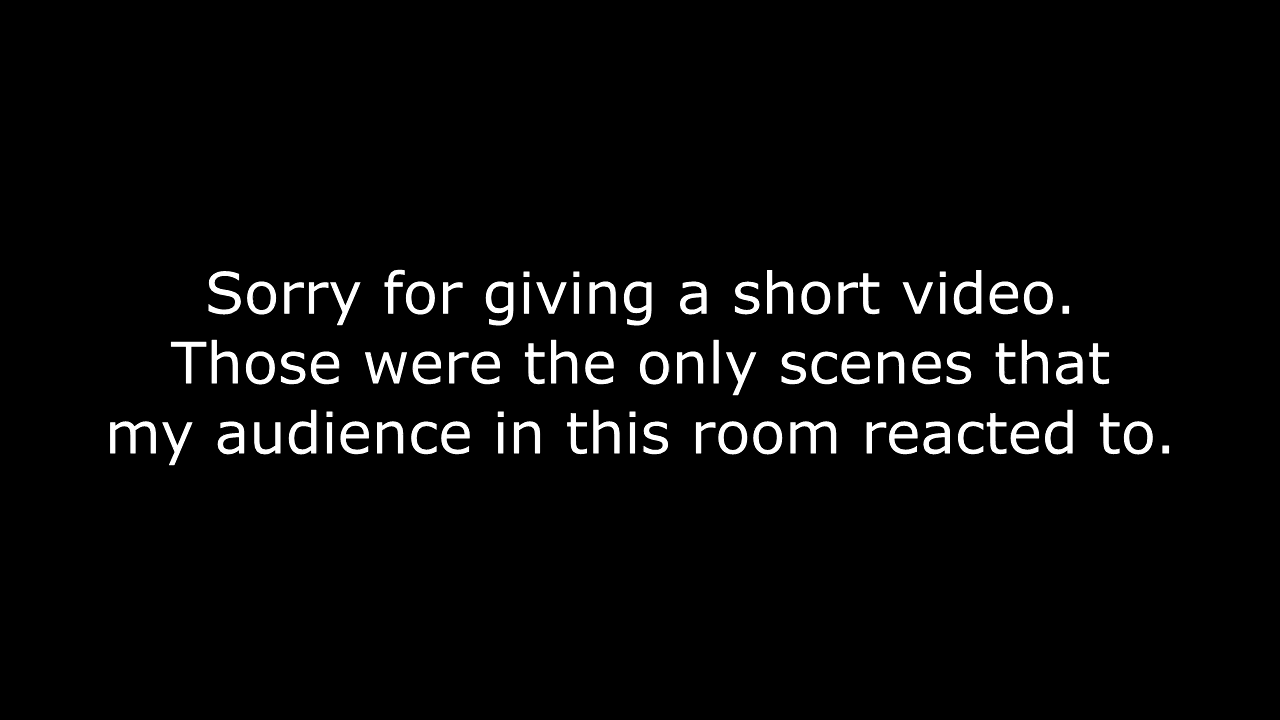 Sorry for giving a short video.
Those were the only scenes that
my audience in this room reacted to.